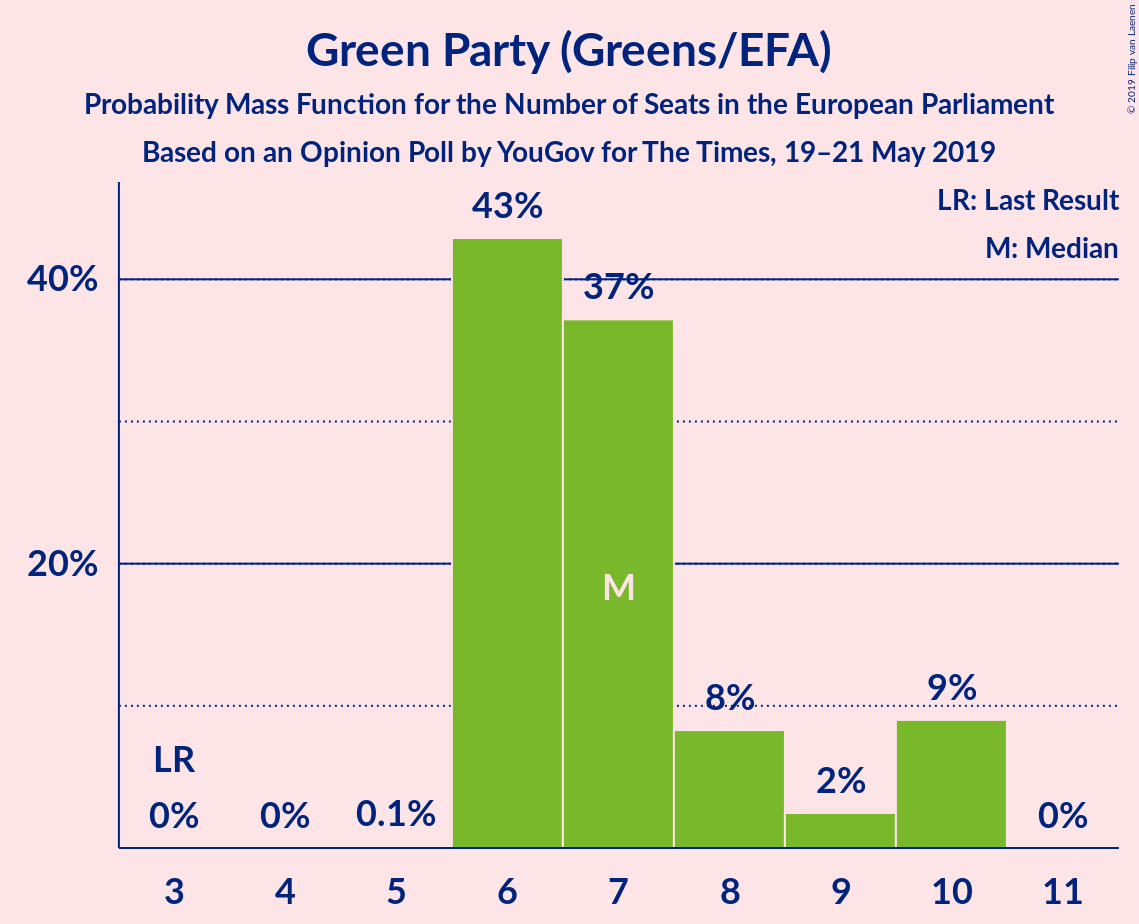 Green Party (Greens/EFA)
Probability Mass Function for the Number of Seats in the European Parliament
Based on an Opinion Poll by YouGov for The Times, 19–21 May 2019
© 2019 Filip van Laenen
LR: Last Result
M: Median
43%
40%
37%
20%
M
8%
9%
LR
2%
0%
0%
0.1%
0%
3
4
5
6
7
8
9
10
11